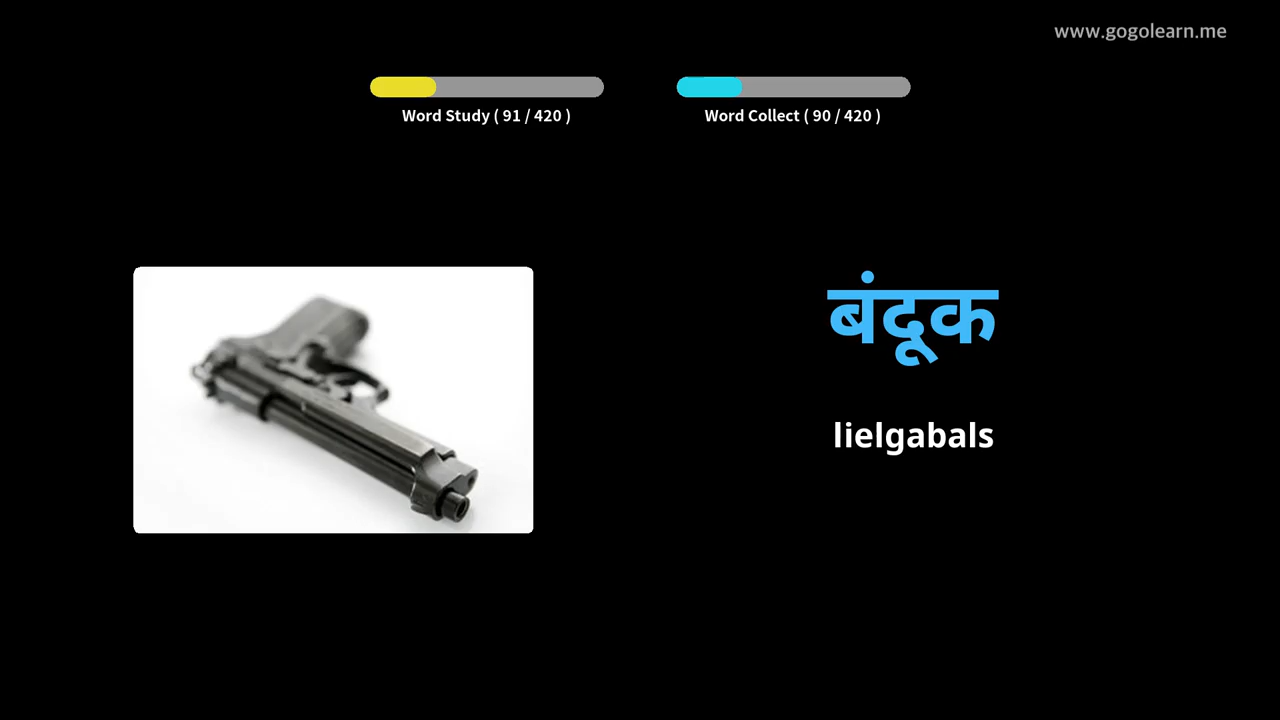 www.gogolearn.me
Word Study ( 91 / 420 )
Word Collect ( 90 / 420 )
बंदूक
lielgabals